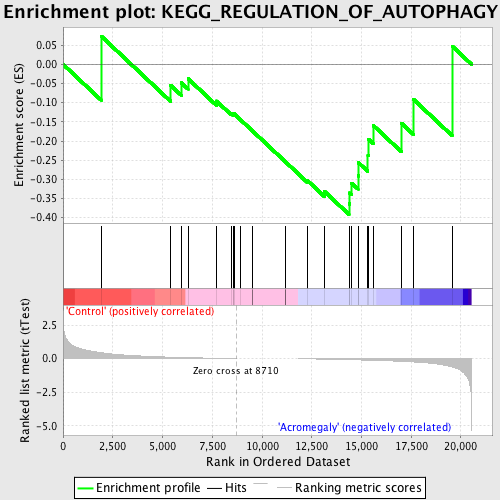 Enrichment plot: KEGG_REGULATION_OF_AUTOPHAGY
Enrichment score (ES)
0.05
0.00
-0.05
-0.10
-0.15
-0.20
-0.25
-0.30
-0.35
-0.40
'Control' (positively correlated)
Ranked list metric (tTest)
2.5
0.0
-2.5
-5.0
Zero cross at 8710
'Acromegaly' (negatively correlated)
0
2,500
5,000
7,500
10,000
12,500
15,000
17,500
20,000
Rank in Ordered Dataset
Enrichment profile
Hits
Ranking metric scores